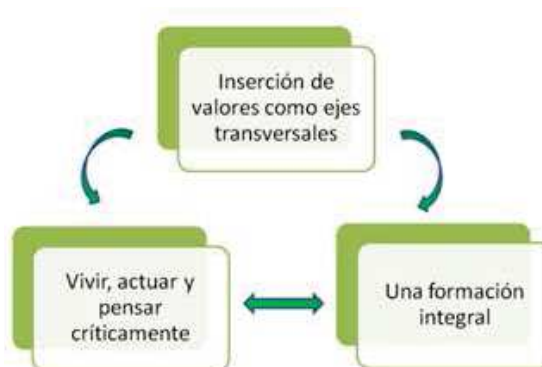 Inserción de
valores como ejes
transversales
Vivir, actuar y
pensar
críticamente
Una formación
integral